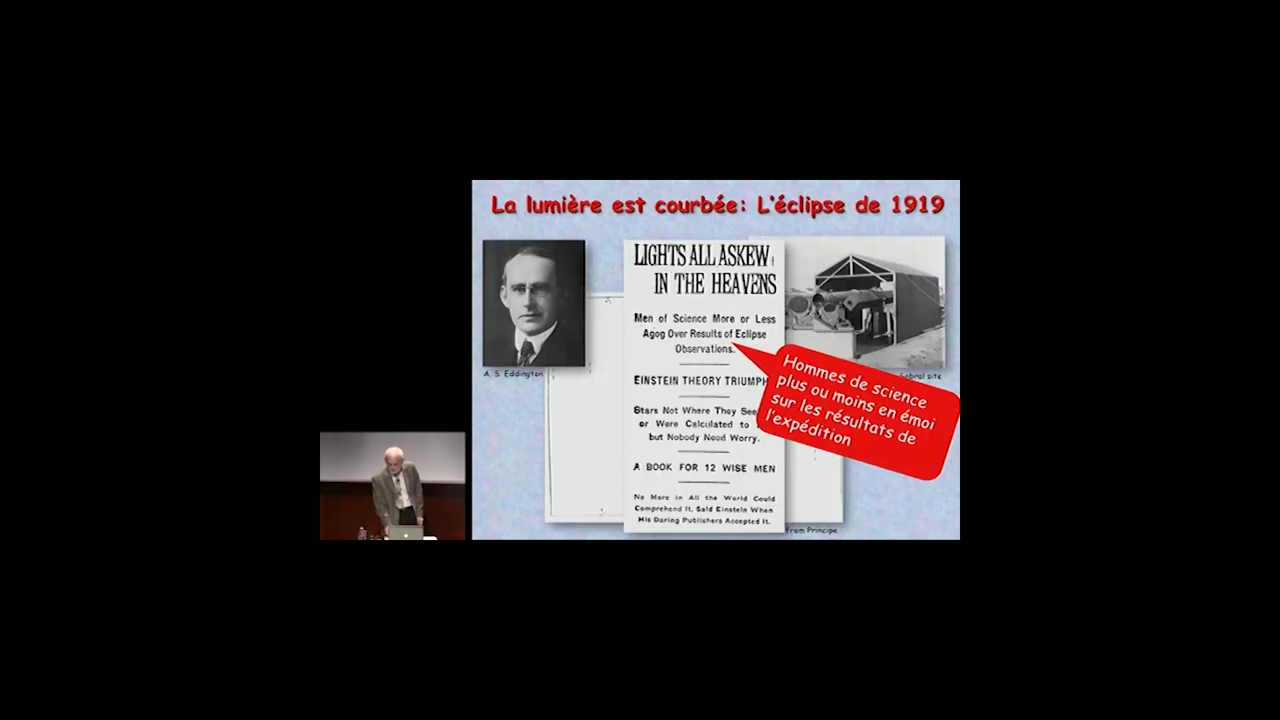 La lumière est courbée: L'éclipse de 1919
LIGHTS ALL ASKEW
IN THE HEAVENS
Men of Science More or Less
Agog Over Results of Eclipse
Observations.
EINSTEIN THEORY TRIUMPH
Stars Not Where They See
or Were Calculated to
but Nobody Need Worry.
A BOOK FOR 12 WISE MEN
No More in All the World Could
Comprehend It, Said Einstein When
His Daring Publishers Accepted It.
A. S. Eddington
Sobral site
Hommes de science
plus ou moins en émoi
sur les résultats de
l'expédition
from Principe